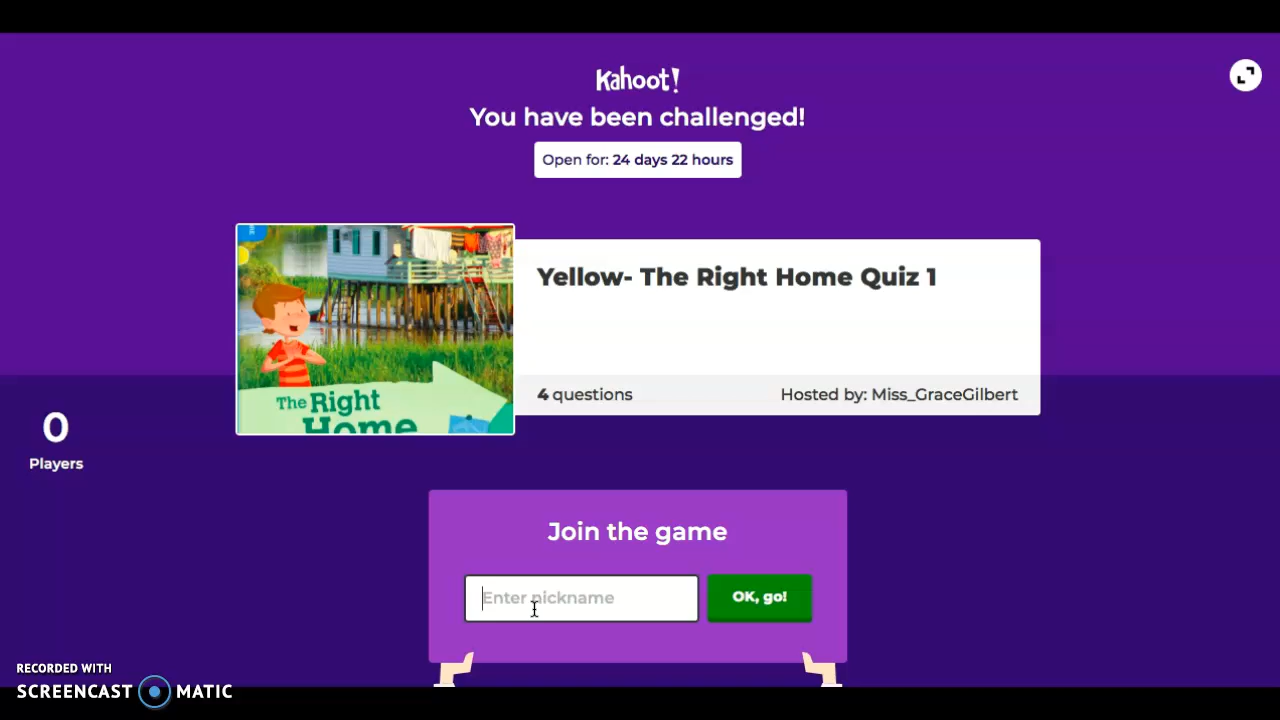 Kahoot!
You have been challenged!
Open for: 24 days 22 hours
Yellow- The Right Home Quiz 1
The Right
Home
4 questions
Hosted by: Miss_GraceGilbert
0
Players
Join the game
Enter nickname
OK, go!
RECORDED WITH
SCREENCAST MATIC